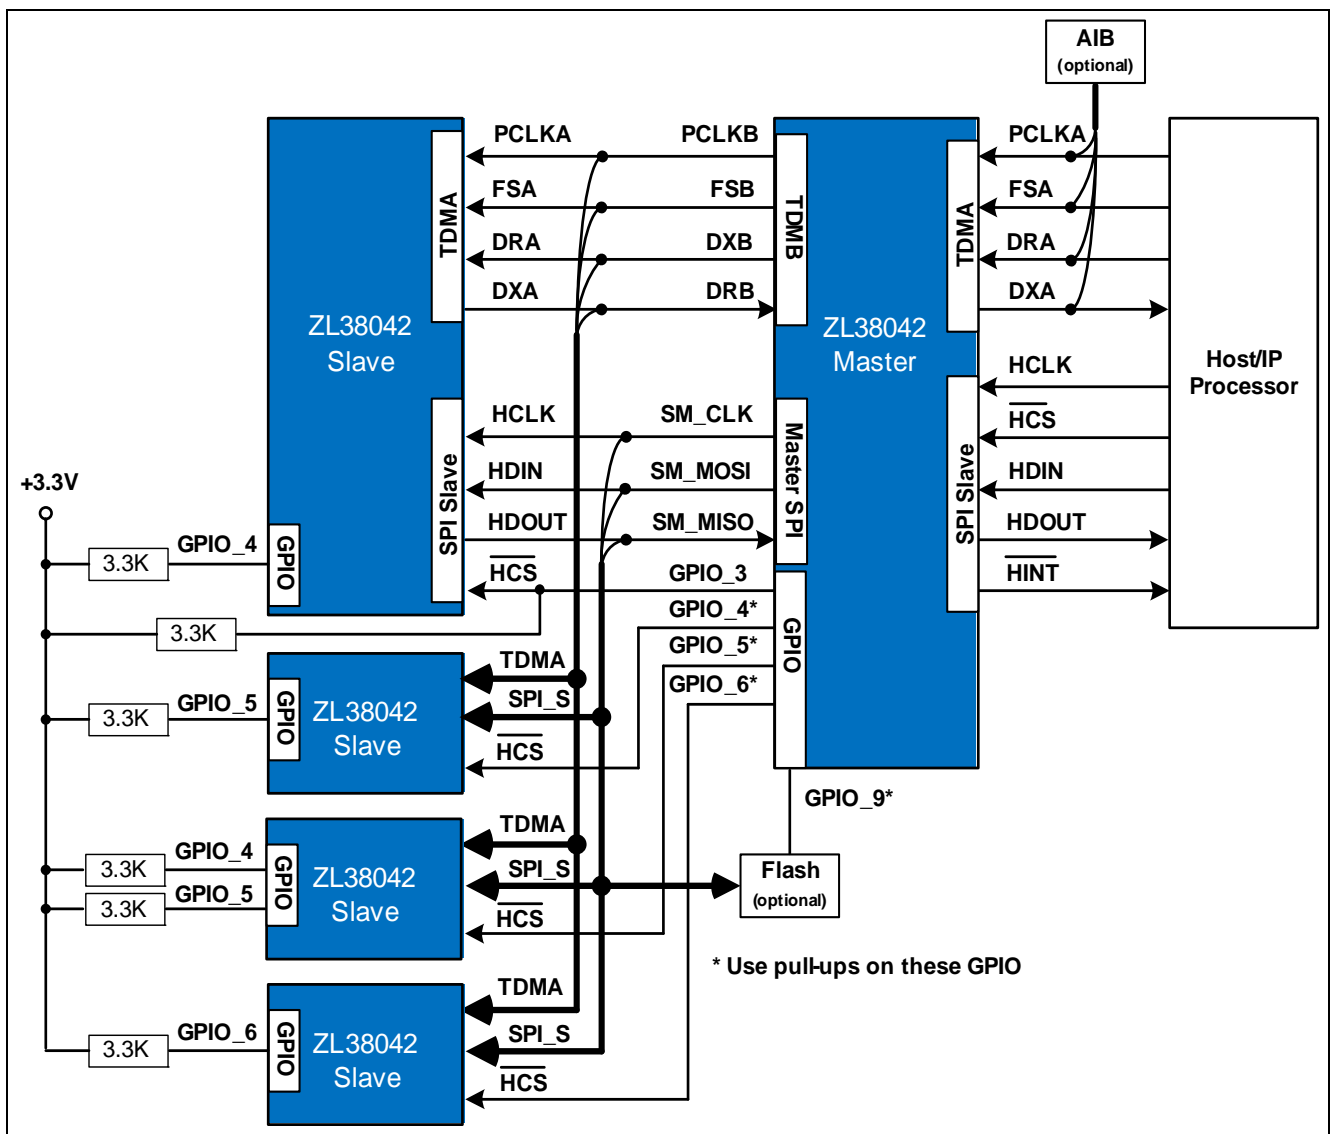 AIB
(optional)
PCLKA
PCLKB
PCLKA
FSA
FSB
FSA
DRA
DXB
DRA
DXA
DRB
DXA
TDMA
TDMB
TDMA
ZL38042
Slave
ZL38042
Master
Host/IP
Processor
HCLK
HCS
HDIN
HDOUT
HINT
HCLK
SM_CLK
HDIN
SM_MOSI
HDOUT
SM_MISO
HCS
GPIO_3
SPI Slave
Master SPI
SPI Slave
+3.3V
3.3K
GPIO_4
GPIO
3.3K
GPIO_4*
GPIO_5*
GPIO_6*
GPIO
3.3K
GPIO_5
GPIO
ZL38042
Slave
TDMA
SPI_S
HCS
GPIO_9*
3.3K
GPIO_4
3.3K
GPIO_5
GPIO
ZL38042
Slave
TDMA
SPI_S
HCS
Flash
(optional)
* Use pull-ups on these GPIO
3.3K
GPIO_6
GPIO
ZL38042
Slave
TDMA
SPI_S
HCS